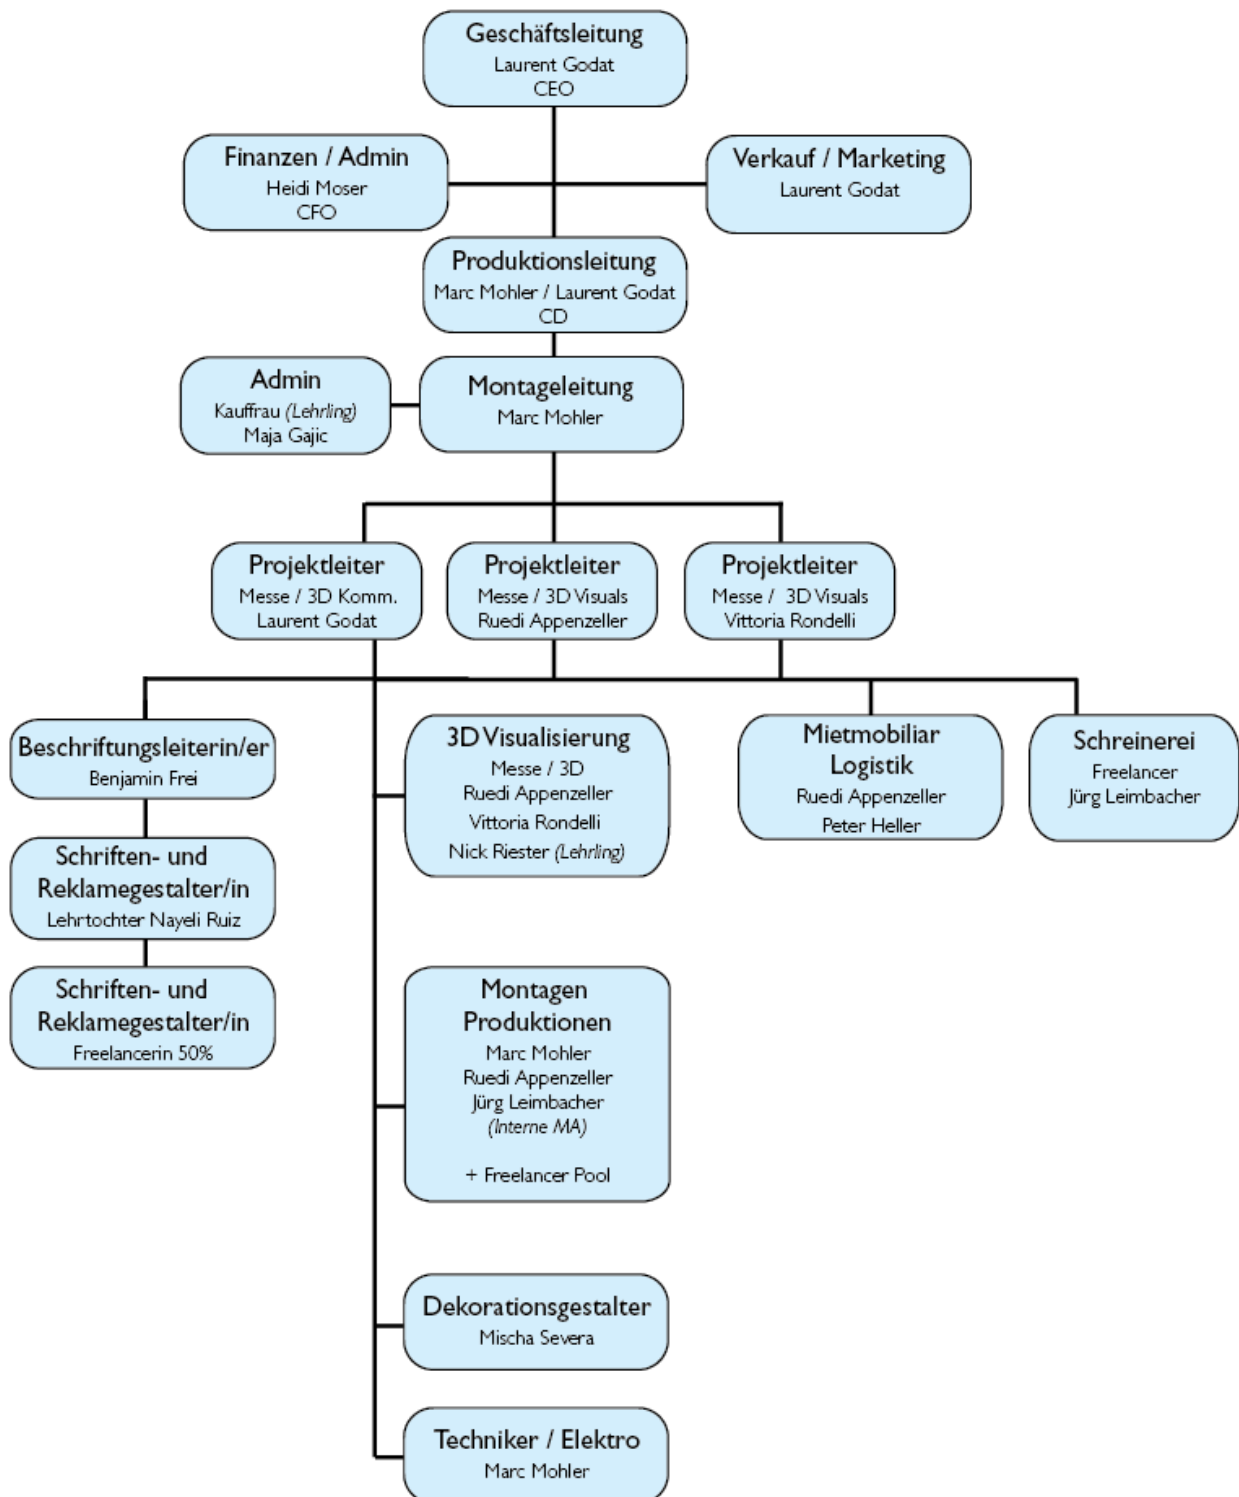 Geschäftsleitung
Laurent Godat
CEO
Finanzen / Admin
Heidi Moser
CFO
Verkauf / Marketing
Laurent Godat
Produktionsleitung
Marc Mohler / Laurent Godat
CD
Admin
Kauffrau (Lehrling)
Maja Gajic
Montageleitung
Marc Mohler
Projektleiter
Messe / 3D Komm.
Laurent Godat
Projektleiter
Messe / 3D Visuals
Ruedi Appenzeller
Projektleiter
Messe / 3D Visuals
Vittoria Rondelli
Beschriftungsleiterin/er
Benjamin Frei
Schriften- und
Reklamegestalter/in
Lehrtochter Nayeli Ruiz
Schriften- und
Reklamegestalter/in
Freelancerin 50%
3D Visualisierung
Messe / 3D
Ruedi Appenzeller
Vittoria Rondelli
Nick Riester (Lehrling)
Mietmobiliar
Logistik
Ruedi Appenzeller
Peter Heller
Schreinerei
Freelancer
Jürg Leimbacher
Montagen
Produktionen
Marc Mohler
Ruedi Appenzeller
Jürg Leimbacher
(Interne MA)
+ Freelancer Pool
Dekorationsgestalter
Mischa Severa
Techniker / Elektro
Marc Mohler